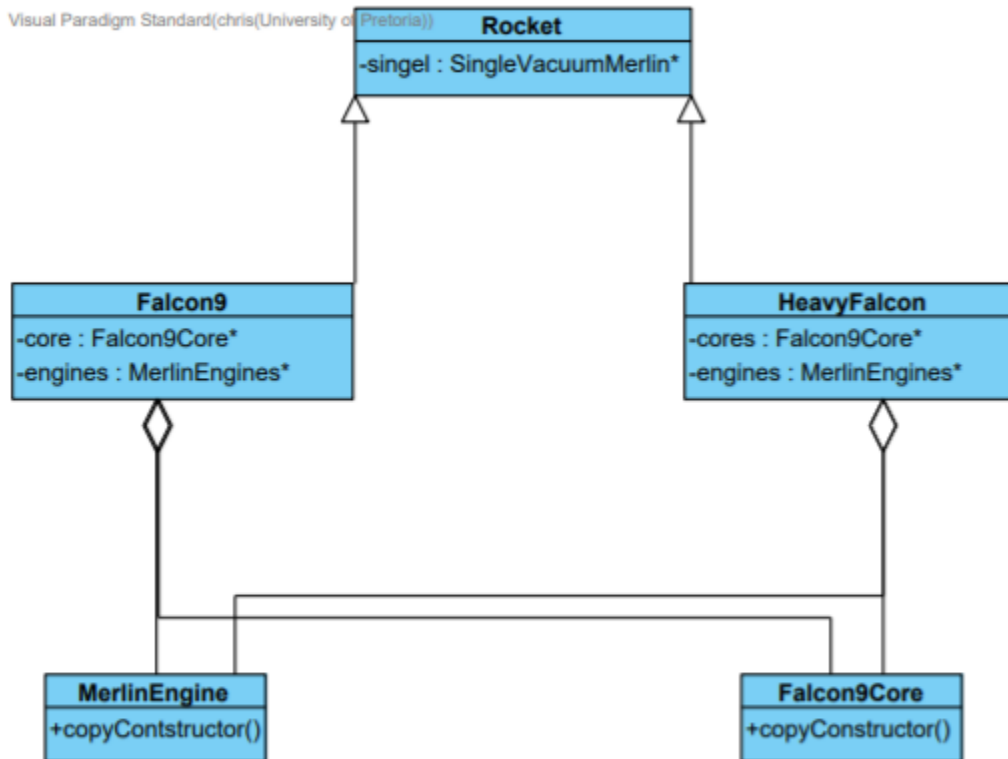 Visual Paradigm Standard(chris(University of Pretoria))
Rocket
-singel : SingleVacuumMerlin*
Falcon9
-core : Falcon9Core*
-engines : MerlinEngines*
HeavyFalcon
-cores : Falcon9Core*
-engines : MerlinEngines*
MerlinEngine
+copyContstructor()
Falcon9Core
+copyConstructor()